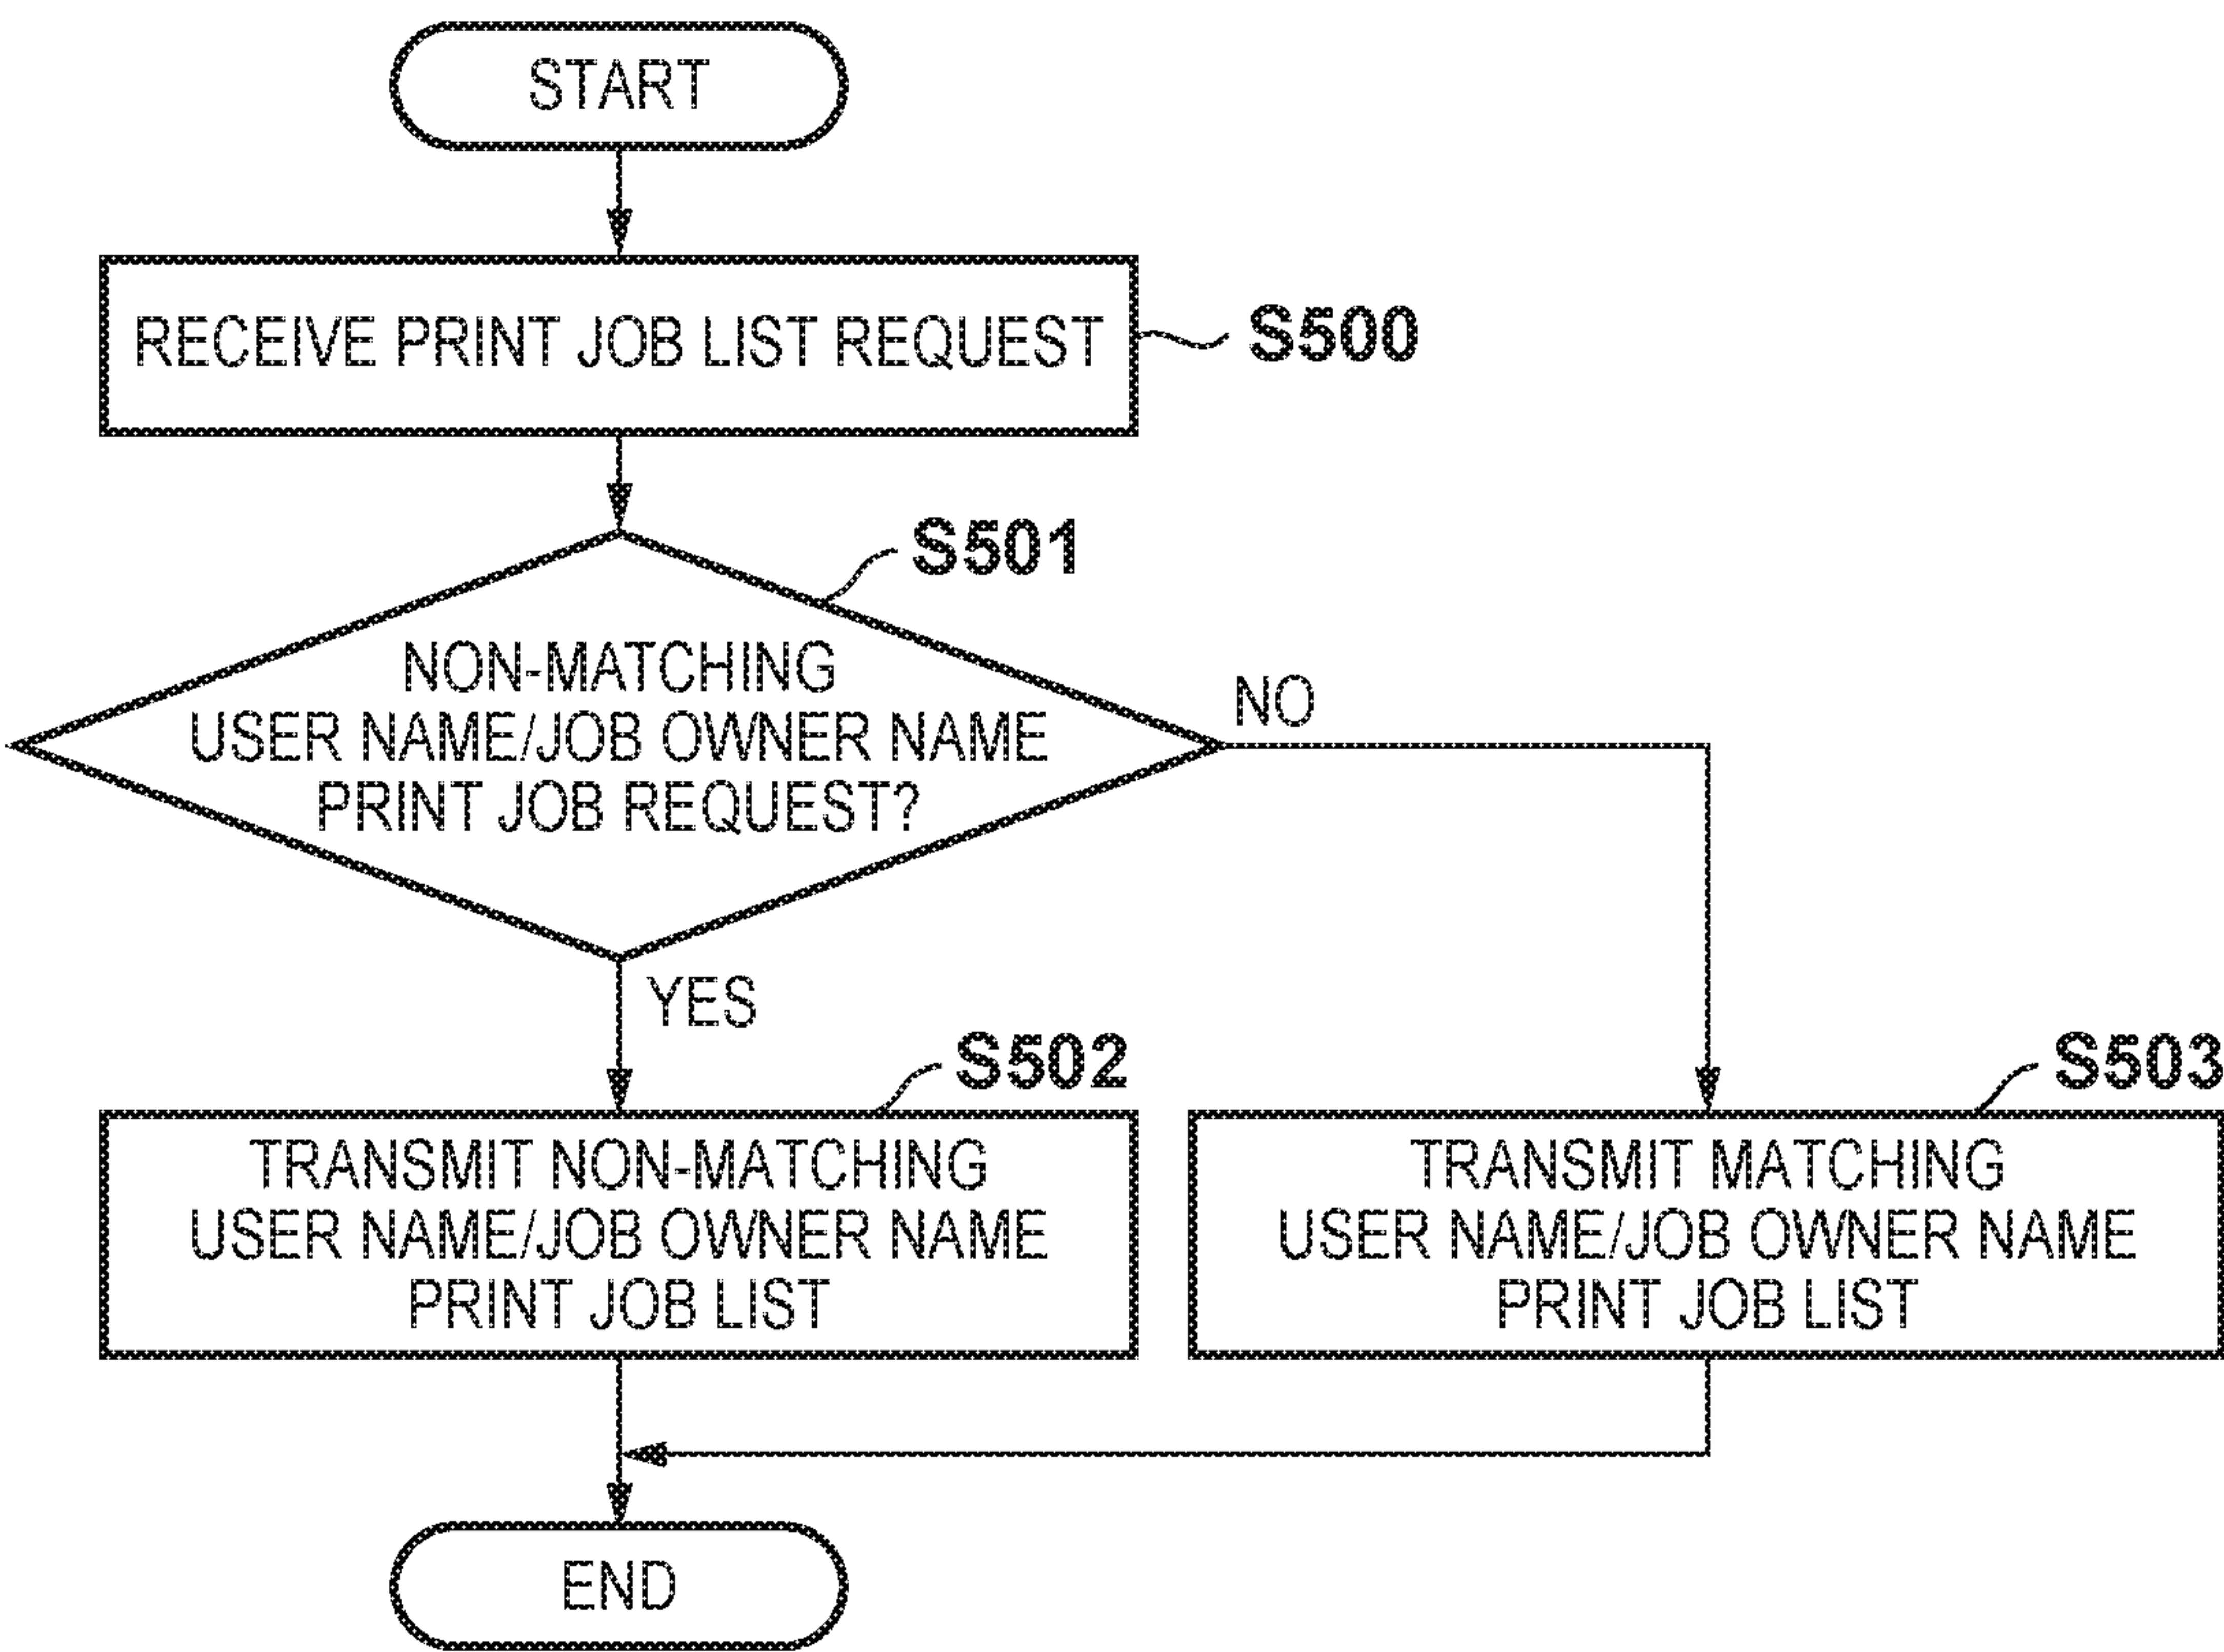 START
RECEIVE PRINT JOB LIST REQUEST
S500
S501
NON-MATCHING
USER NAME/JOB OWNER NAME
PRINT JOB REQUEST?
NO
YES
S502
TRANSMIT NON-MATCHING
USER NAME/JOB OWNER NAME
PRINT JOB LIST
S503
TRANSMIT MATCHING
USER NAME/JOB OWNER NAME
PRINT JOB LIST
END